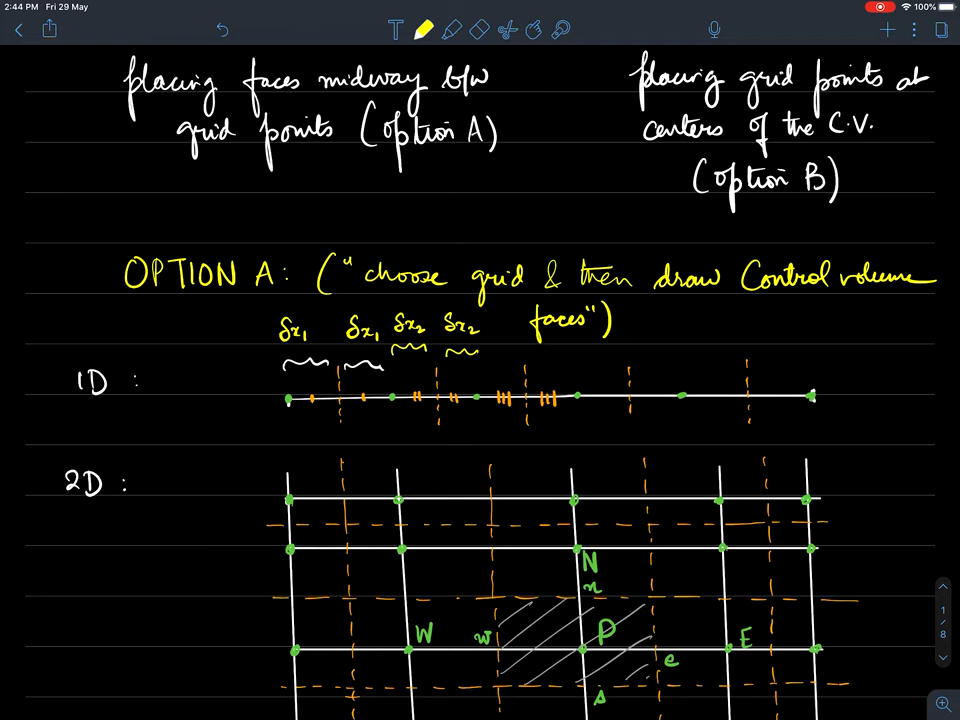 2:44 PM Fri 29 May
100%
placing faces midway b/w
grid points (option A)
placing grid points at
centers of the C.V.
(option B)
OPTION A: ("choose grid & then draw Control volume
faces")
δx₁ δx₁ δx₂ δx₂
1D :
2D :
N
n
W w P E
e
s
1
/
8
T